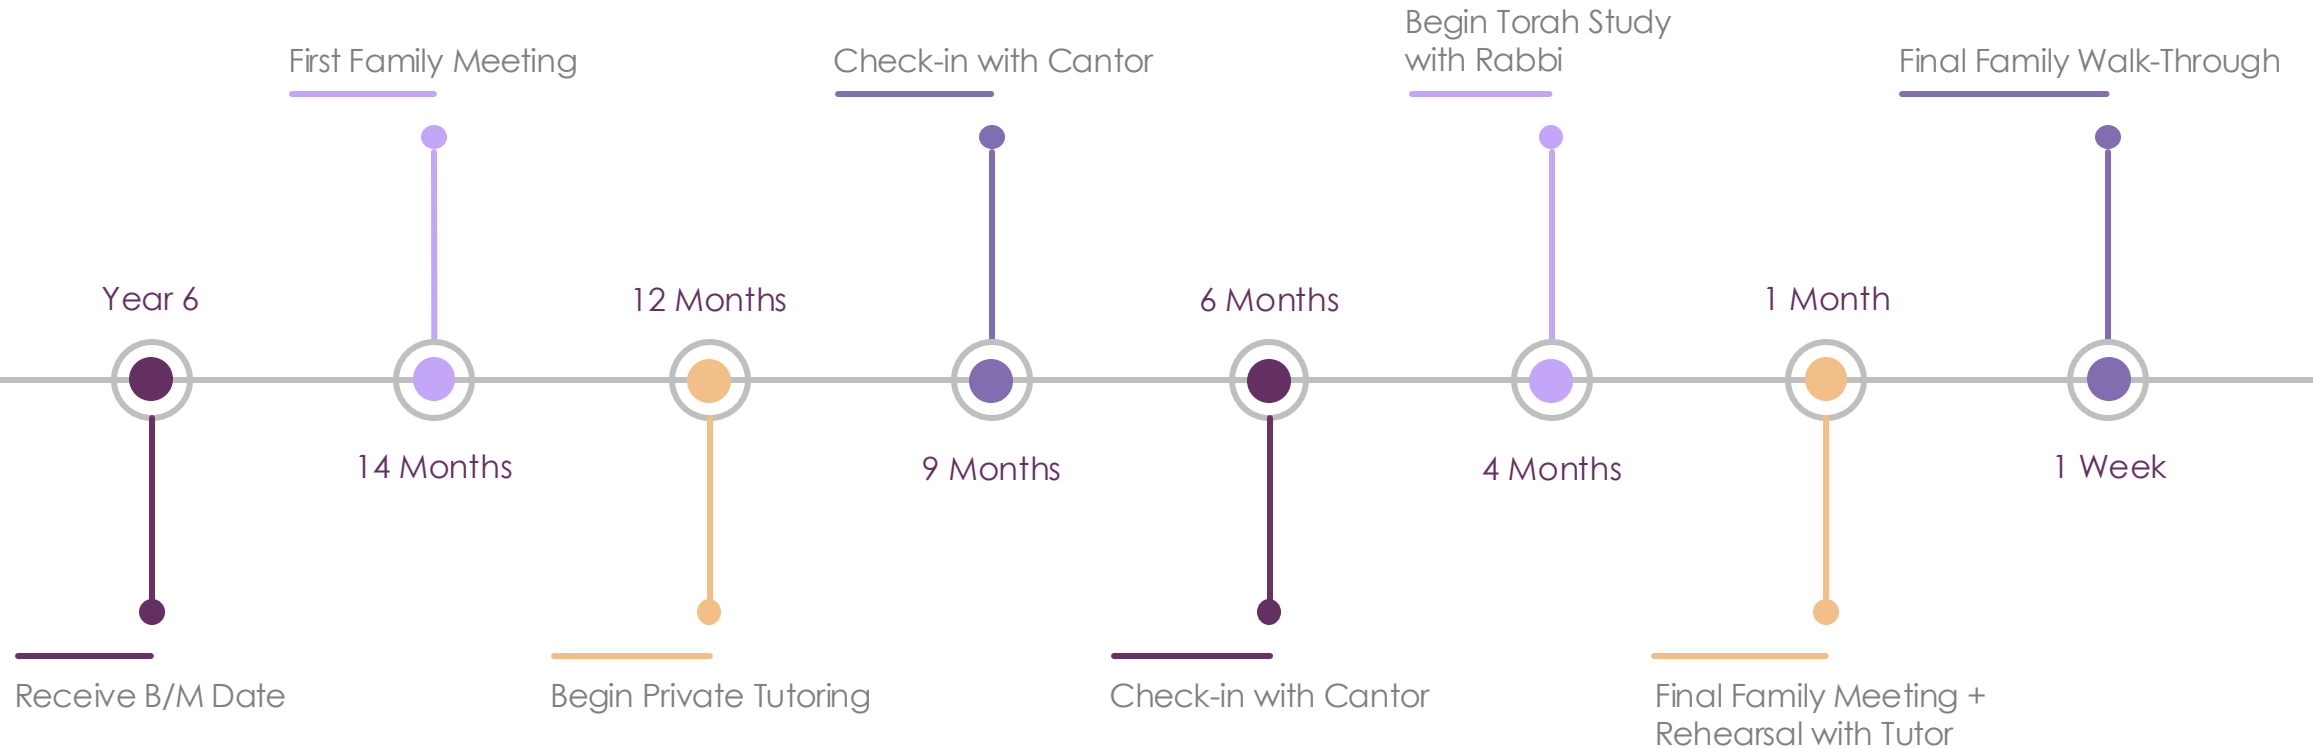 Begin Torah Study
with Rabbi
First Family Meeting
Check-in with Cantor
Final Family Walk-Through
Year 6
12 Months
6 Months
1 Month
14 Months
9 Months
4 Months
1 Week
Receive B/M Date
Begin Private Tutoring
Check-in with Cantor
Final Family Meeting +
Rehearsal with Tutor